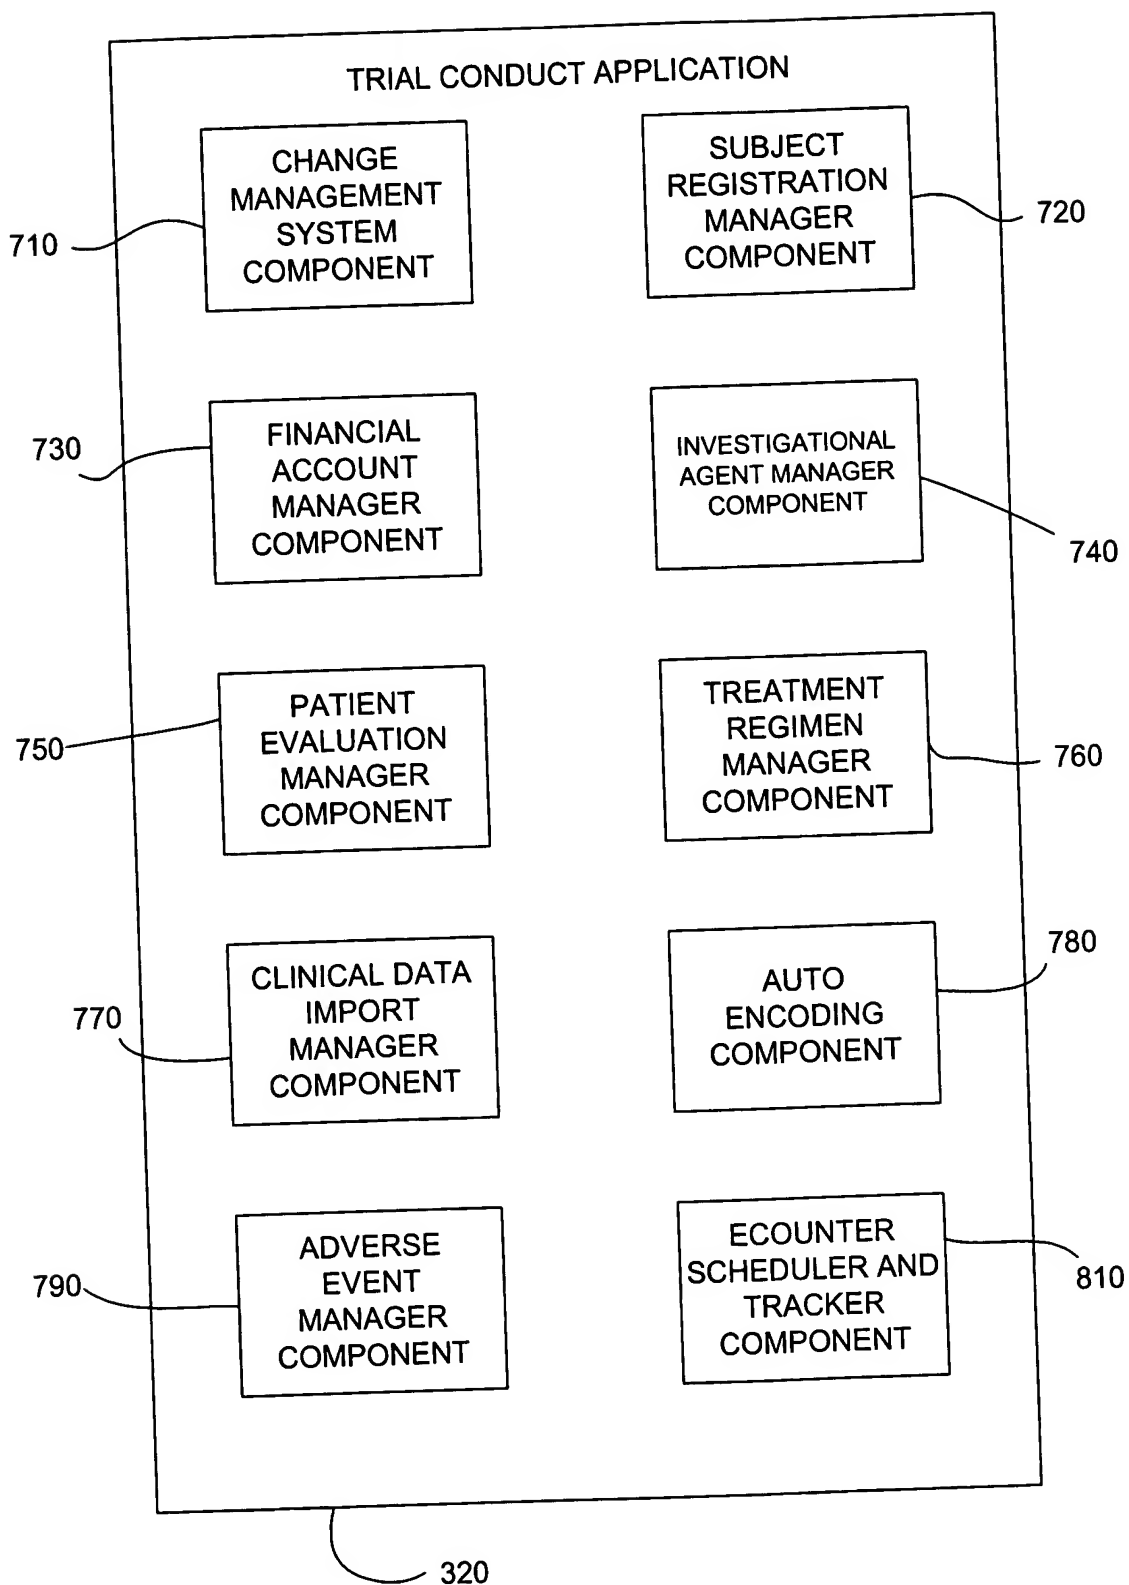 TRIAL CONDUCT APPLICATION
CHANGE
MANAGEMENT
SYSTEM
COMPONENT
710
SUBJECT
REGISTRATION
MANAGER
COMPONENT
720
FINANCIAL
ACCOUNT
MANAGER
COMPONENT
730
INVESTIGATIONAL
AGENT MANAGER
COMPONENT
740
PATIENT
EVALUATION
MANAGER
COMPONENT
750
TREATMENT
REGIMEN
MANAGER
COMPONENT
760
CLINICAL DATA
IMPORT
MANAGER
COMPONENT
770
AUTO
ENCODING
COMPONENT
780
ADVERSE
EVENT
MANAGER
COMPONENT
790
ECOUNTER
SCHEDULER AND
TRACKER
COMPONENT
810
320